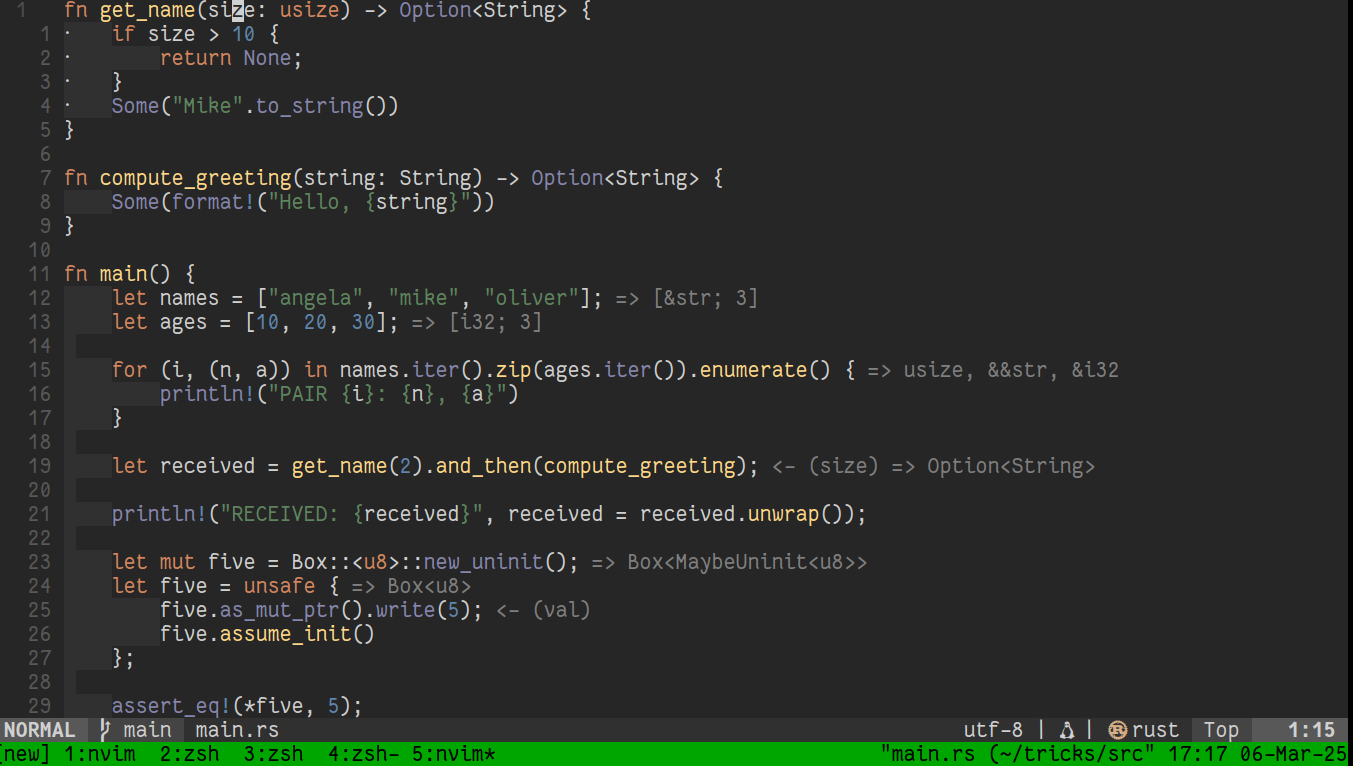 1 fn get_name(size: usize) -> Option<String> {
1 if size > 10 {
2 return None;
3 }
4 Some("Mike".to_string())
5 }
6
7 fn compute_greeting(string: String) -> Option<String> {
8 Some(format!("Hello, {string}"))
9 }
10
11 fn main() {
12 let names = ["angela", "mike", "oliver"]; => [&str; 3]
13 let ages = [10, 20, 30]; => [i32; 3]
14
15 for (i, (n, a)) in names.iter().zip(ages.iter()).enumerate() { => usize, &&str, &i32
16 println!("PAIR {i}: {n}, {a}")
17 }
18
19 let received = get_name(2).and_then(compute_greeting); <- (size) => Option<String>
20
21 println!("RECEIVED: {received}", received = received.unwrap());
22
23 let mut five = Box::<u8>::new_uninit(); => Box<MaybeUninit<u8>>
24 let five = unsafe { => Box<u8>
25 five.as_mut_ptr().write(5); <- (val)
26 five.assume_init()
27 };
28
29 assert_eq!(*five, 5);
NORMAL main main.rs utf-8 | | rust Top 1:15
[new] 1:nvim 2:zsh 3:zsh 4:zsh- 5:nvim* "main.rs (~/tricks/src" 17:17 06-Mar-25